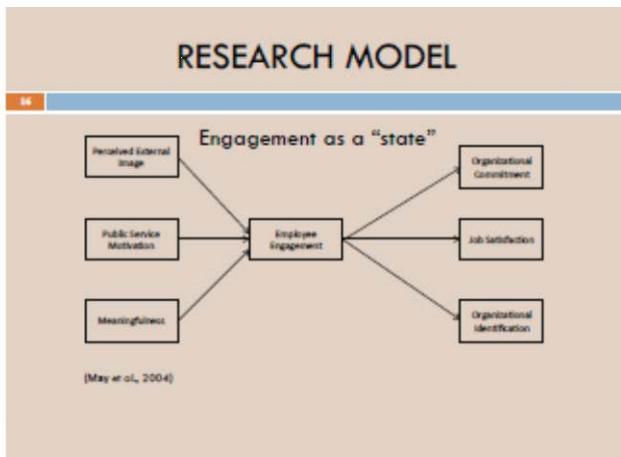 RESEARCH MODEL
86
Engagement as a “state”
Perceived External
Image
Public Service
Motivation
Meaningfulness
Employee
Engagement
Organizational
Commitment
Job Satisfaction
Organizational
Identification
(May et al., 2004)